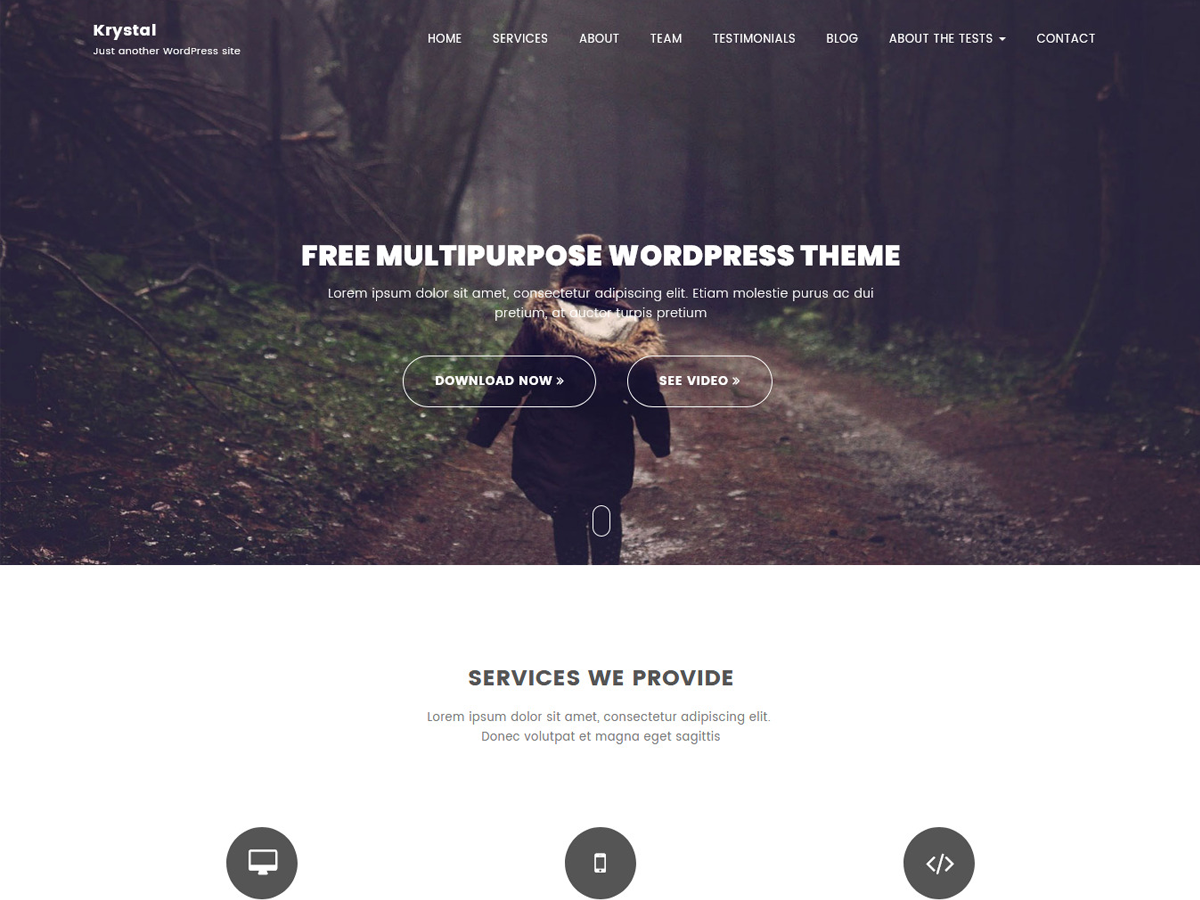 Krystal
Just another WordPress site
HOME SERVICES ABOUT TEAM TESTIMONIALS BLOG ABOUT THE TESTS CONTACT
FREE MULTIPURPOSE WORDPRESS THEME
Lorem ipsum dolor sit amet, consectetur adipiscing elit. Etiam molestie purus ac dui
pretium, at auctor turpis pretium
DOWNLOAD NOW » SEE VIDEO »
SERVICES WE PROVIDE
Lorem ipsum dolor sit amet, consectetur adipiscing elit.
Donec volutpat et magna eget sagittis